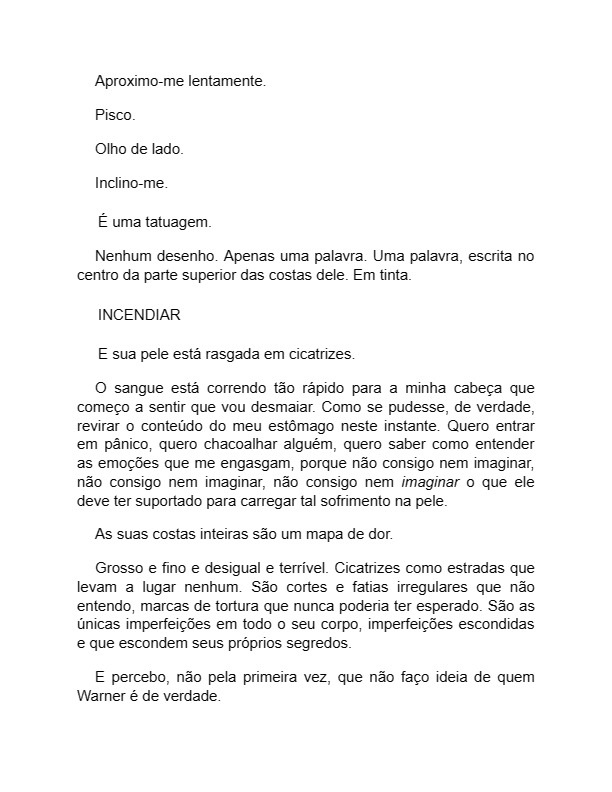 Aproximo-me lentamente.
Pisco.
Olho de lado.
Inclino-me.
É uma tatuagem.
Nenhum desenho. Apenas uma palavra. Uma palavra, escrita no
centro da parte superior das costas dele. Em tinta.
INCENDIAR
E sua pele está rasgada em cicatrizes.
O sangue está correndo tão rápido para a minha cabeça que
começo a sentir que vou desmaiar. Como se pudesse, de verdade,
revirar o conteúdo do meu estômago neste instante. Quero entrar
em pânico, quero chacoalhar alguém, quero saber como entender
as emoções que me engasgam, porque não consigo nem imaginar,
não consigo nem imaginar, não consigo nem imaginar o que ele
deve ter suportado para carregar tal sofrimento na pele.
As suas costas inteiras são um mapa de dor.
Grosso e fino e desigual e terrível. Cicatrizes como estradas que
levam a lugar nenhum. São cortes e fatias irregulares que não
entendo, marcas de tortura que nunca poderia ter esperado. São as
únicas imperfeições em todo o seu corpo, imperfeições escondidas
e que escondem seus próprios segredos.
E percebo, não pela primeira vez, que não faço ideia de quem
Warner é de verdade.